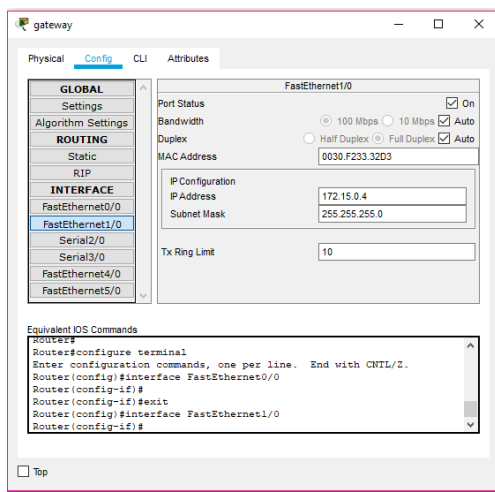 gateway
Physical Config CLI Attributes
GLOBAL
Settings
Algorithm Settings
ROUTING
Static
RIP
INTERFACE
FastEthernet0/0
FastEthernet1/0
Serial2/0
Serial3/0
FastEthernet4/0
FastEthernet5/0
FastEthernet1/0
Port Status On
Bandwidth 100 Mbps 10 Mbps Auto
Duplex Half Duplex Full Duplex Auto
MAC Address 0030.F233.32D3
IP Configuration
IP Address 172.15.0.4
Subnet Mask 255.255.255.0
Tx Ring Limit 10
Equivalent IOS Commands
Router#
Router#configure terminal
Enter configuration commands, one per line. End with CNTL/Z.
Router(config)#interface FastEthernet0/0
Router(config-if)#
Router(config-if)#exit
Router(config)#interface FastEthernet1/0
Router(config-if)#
Top